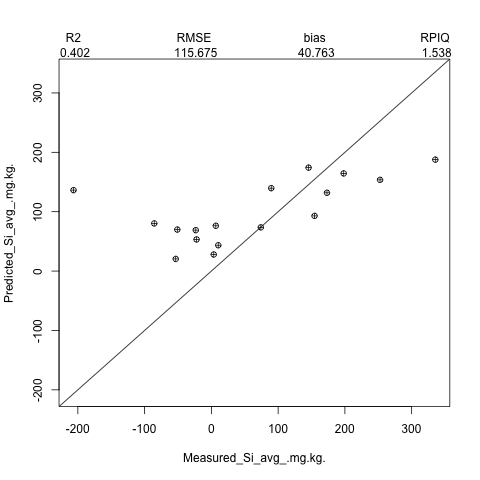 R2 RMSE bias RPIQ
0.402 115.675 40.763 1.538
300
200
100
0
-100
-200
Predicted_Si_avg_.mg.kg.
-200 -100 0 100 200 300
Measured_Si_avg_.mg.kg.